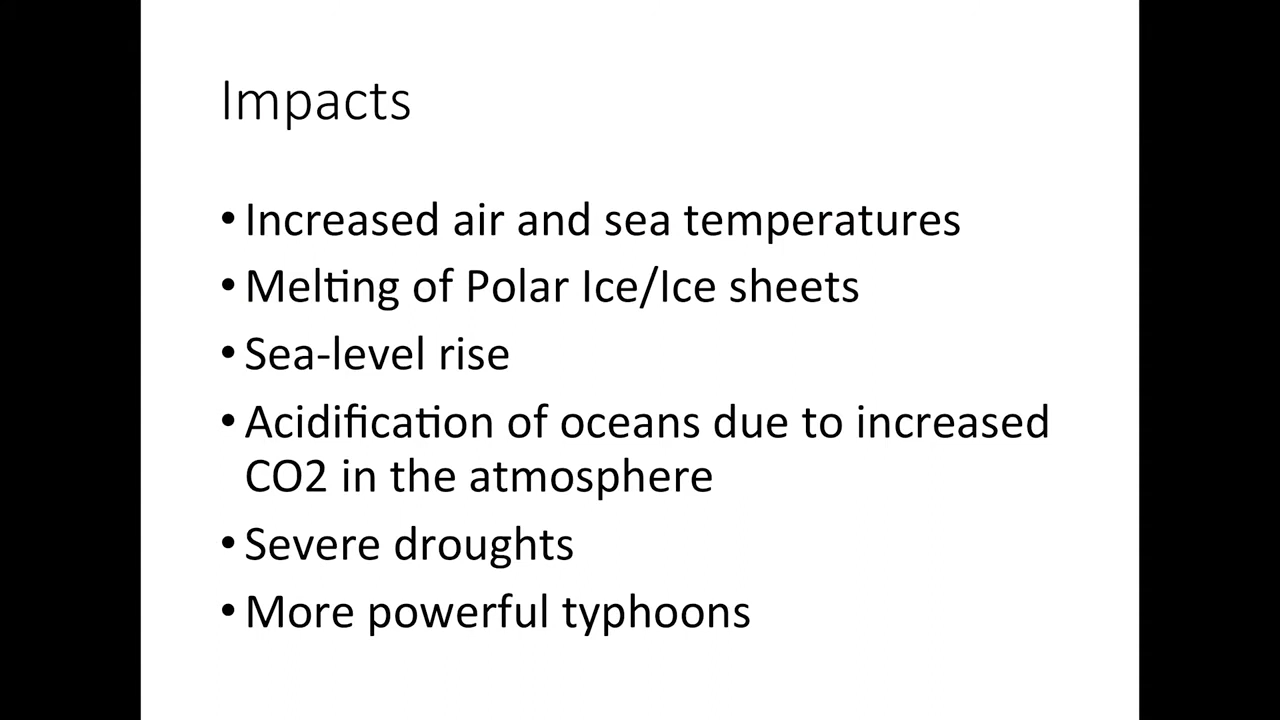 Impacts
• Increased air and sea temperatures
• Melting of Polar Ice/Ice sheets
• Sea-level rise
• Acidification of oceans due to increased
CO2 in the atmosphere
• Severe droughts
• More powerful typhoons